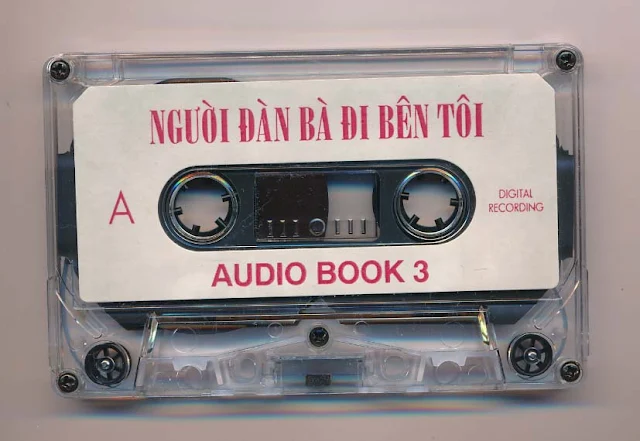 NGƯỜI ĐÀN BÀ ĐI BÊN TÔI
A
DIGITAL
RECORDING
AUDIO BOOK 3